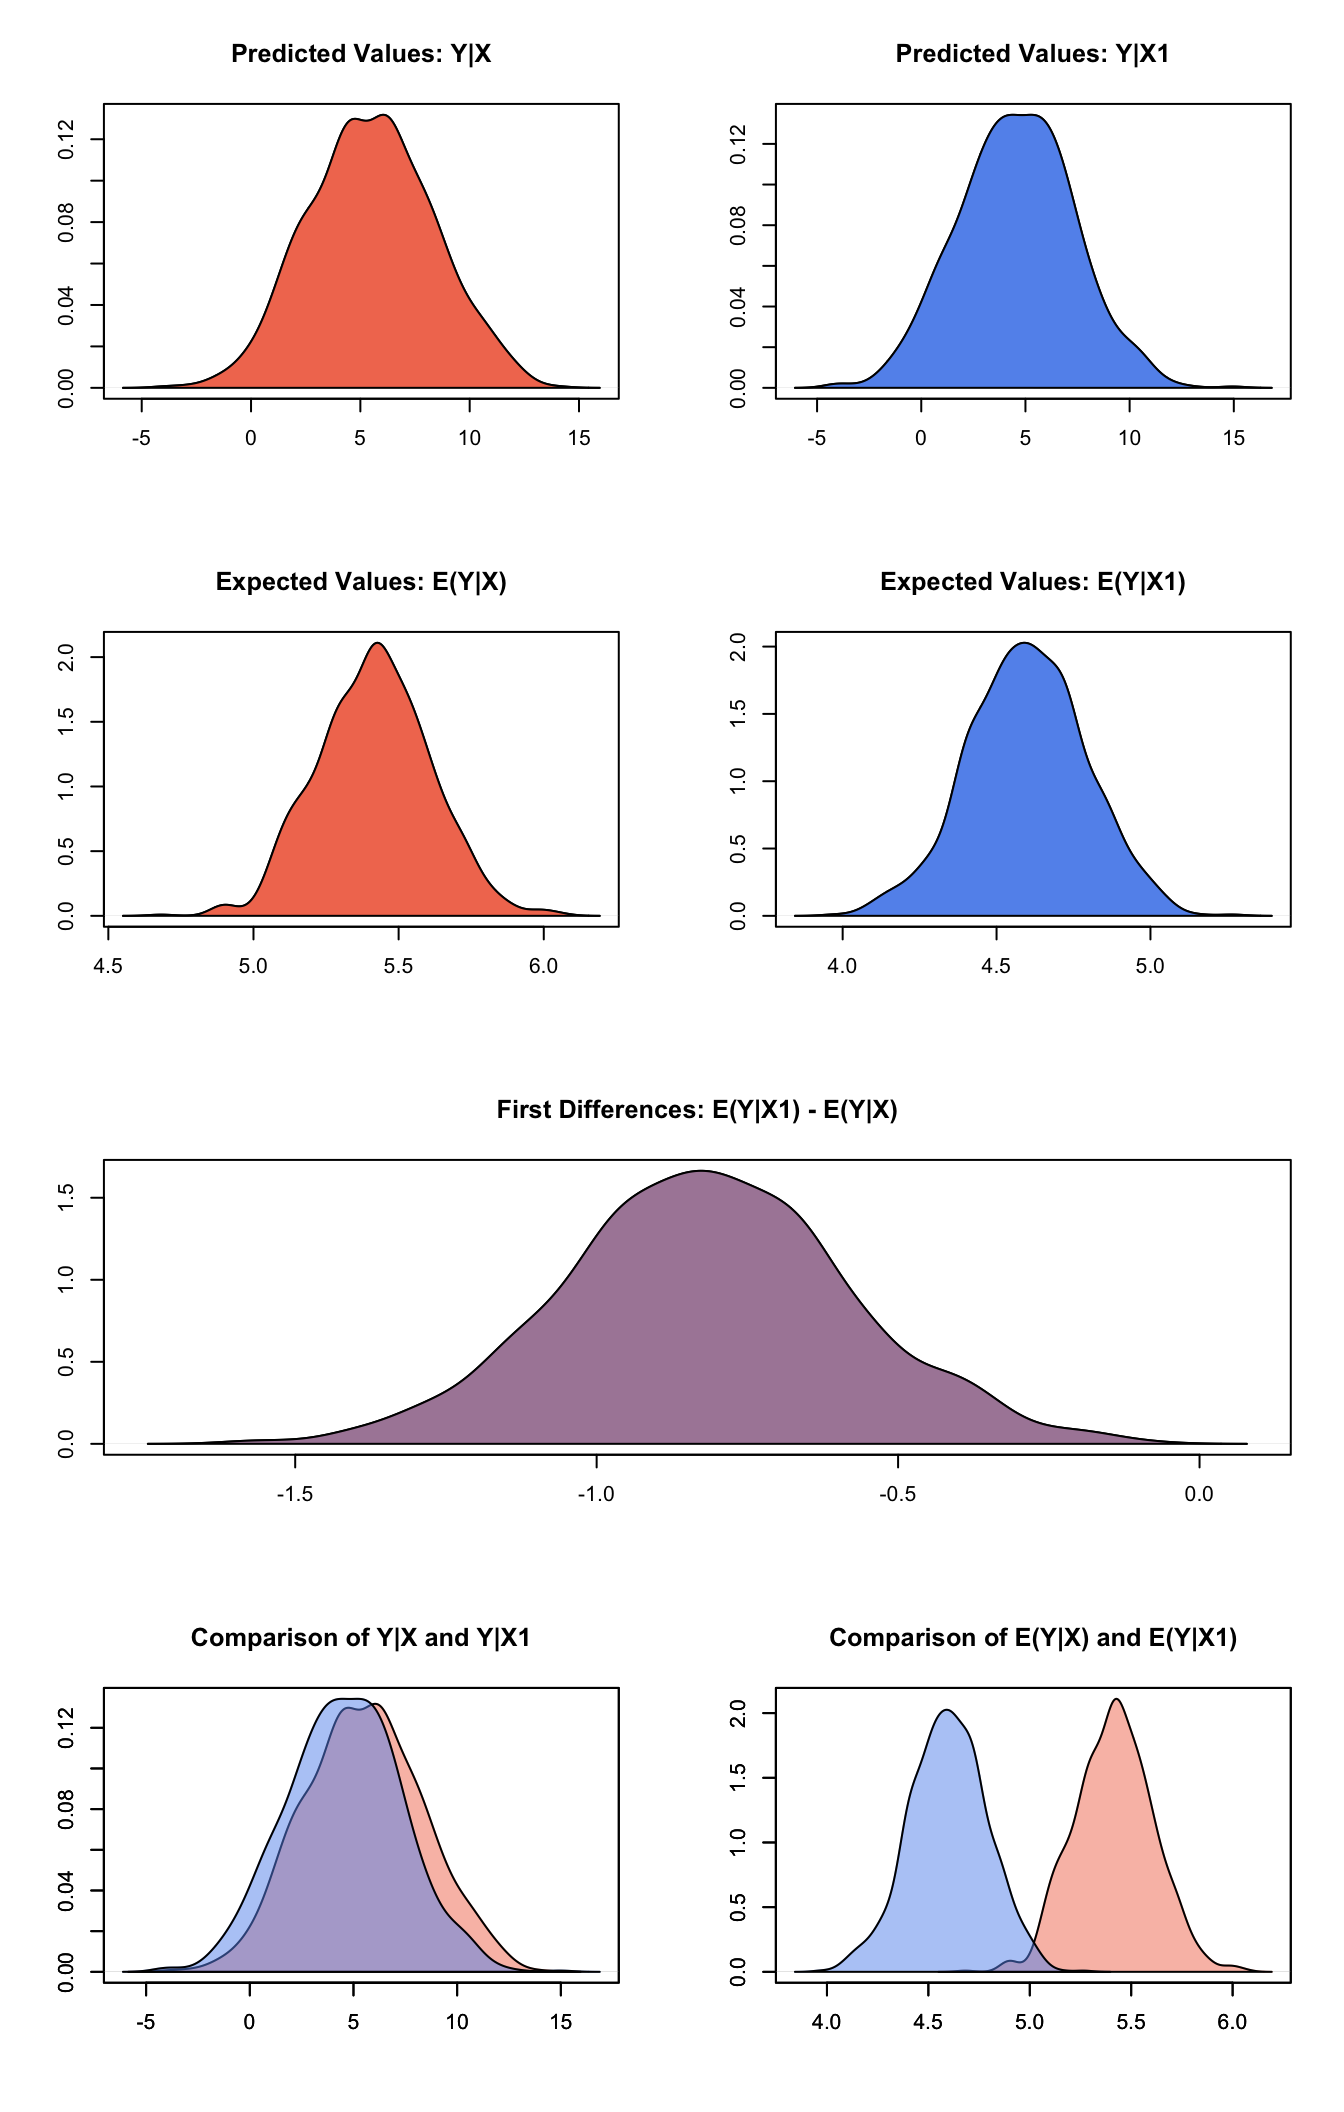 Predicted Values: Y|X
0.00 0.04 0.08 0.12
-5 0 5 10 15
Predicted Values: Y|X1
0.00 0.04 0.08 0.12
-5 0 5 10 15
Expected Values: E(Y|X)
0.0 0.5 1.0 1.5 2.0
4.5 5.0 5.5 6.0
Expected Values: E(Y|X1)
0.0 0.5 1.0 1.5 2.0
4.0 4.5 5.0
First Differences: E(Y|X1) - E(Y|X)
0.0 0.5 1.0 1.5
-1.5 -1.0 -0.5 0.0
Comparison of Y|X and Y|X1
0.00 0.04 0.08 0.12
-5 0 5 10 15
Comparison of E(Y|X) and E(Y|X1)
0.0 0.5 1.0 1.5 2.0
4.0 4.5 5.0 5.5 6.0